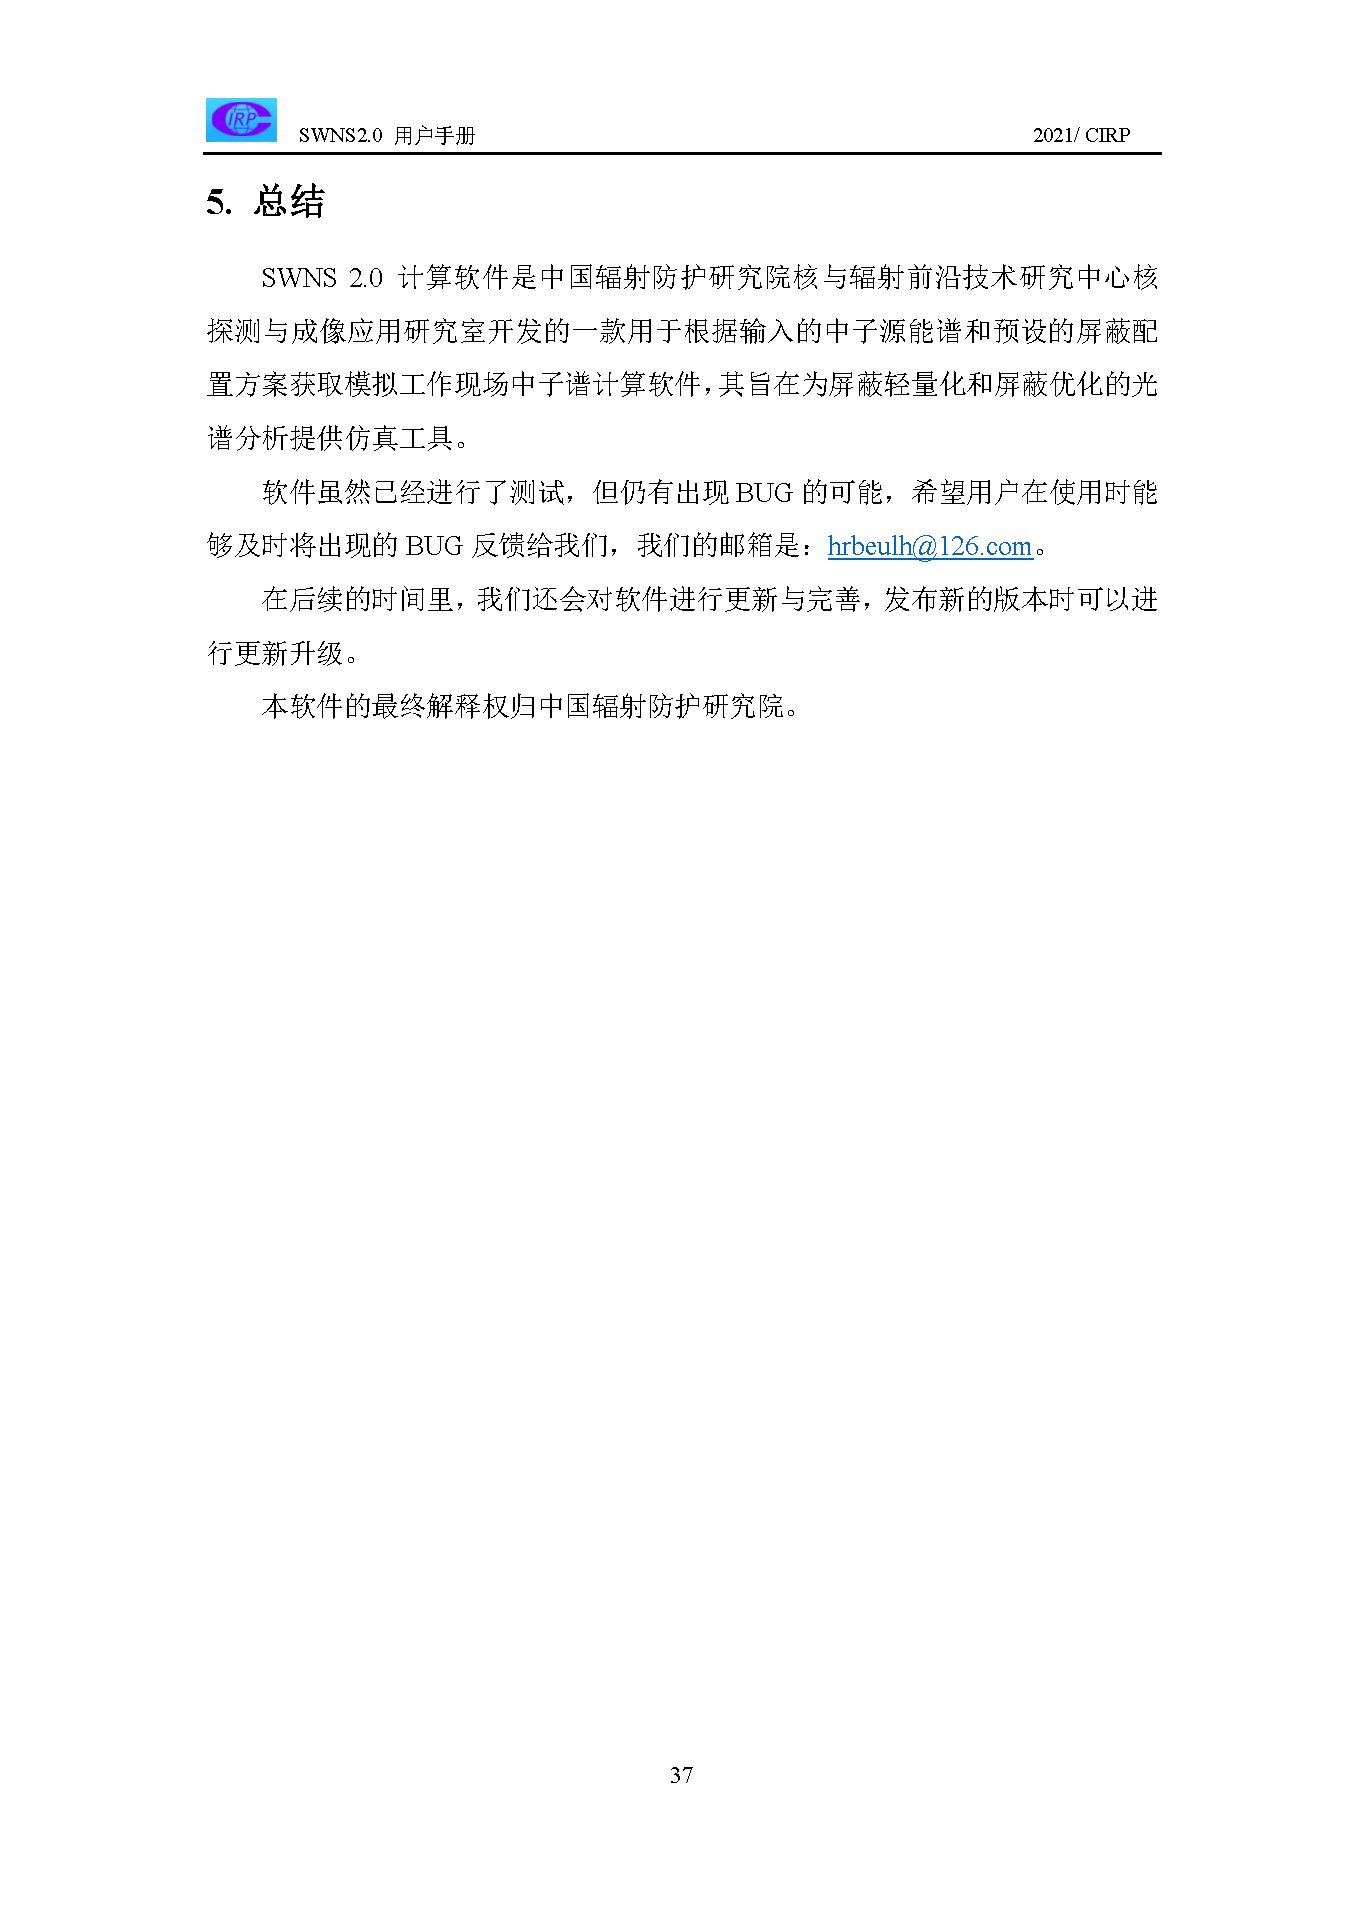 IRP
SWNS2.0 用户手册 2021/ CIRP
5. 总结
SWNS 2.0 计算软件是中国辐射防护研究院核与辐射前沿技术研究中心核
探测与成像应用研究室开发的一款用于根据输入的中子源能谱和预设的屏蔽配
置方案获取模拟工作现场中子谱计算软件，其旨在为屏蔽轻量化和屏蔽优化的光
谱分析提供仿真工具。
软件虽然已经进行了测试，但仍有出现 BUG 的可能，希望用户在使用时能
够及时将出现的 BUG 反馈给我们，我们的邮箱是：hrbeulh@126.com。
在后续的时间里，我们还会对软件进行更新与完善，发布新的版本时可以进
行更新升级。
本软件的最终解释权归中国辐射防护研究院。
37